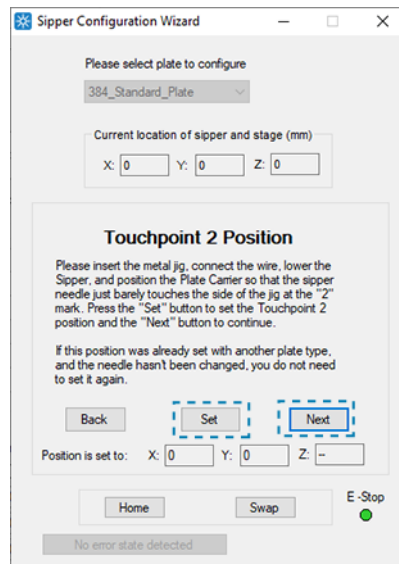 Sipper Configuration Wizard
Please select plate to configure
384_Standard_Plate
Current location of sipper and stage (mm)
X: 0 Y: 0 Z: 0
Touchpoint 2 Position
Please insert the metal jig, connect the wire, lower the
Sipper, and position the Plate Carrier so that the sipper
needle just barely touches the side of the jig at the "2"
mark. Press the "Set" button to set the Touchpoint 2
position and the "Next" button to continue.
If this position was already set with another plate type,
and the needle hasn't been changed, you do not need
to set it again.
Back Set Next
Position is set to: X: 0 Y: 0 Z: --
Home Swap E -Stop
No error state detected